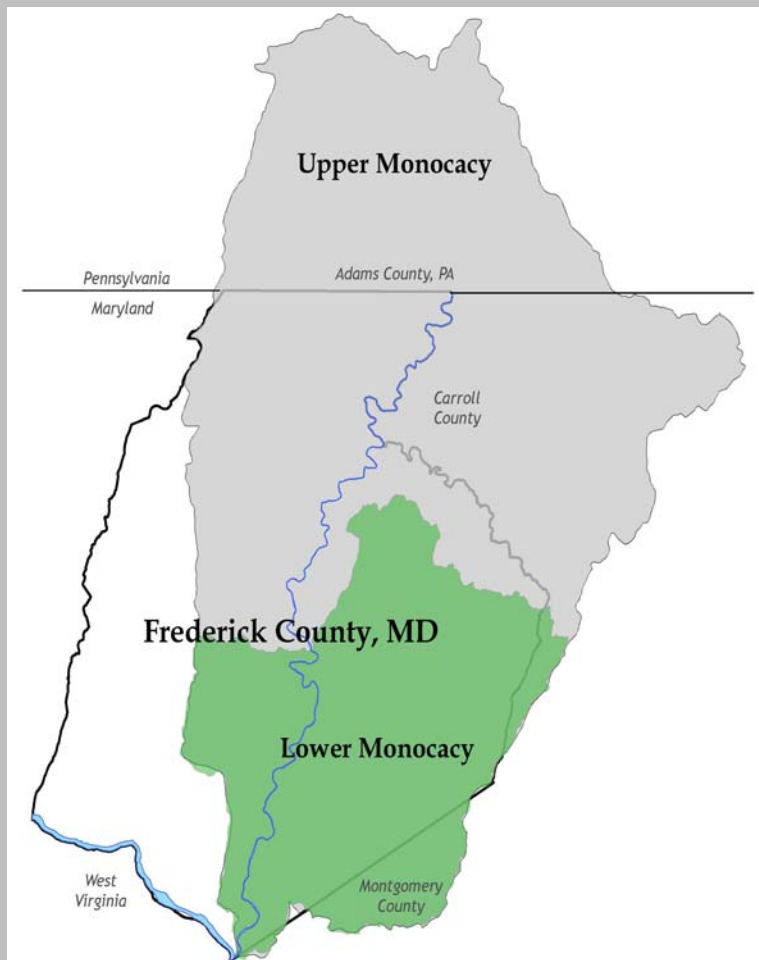 Upper Monocacy
Pennsylvania
Adams County, PA
Maryland
Carroll
County
Frederick County, MD
Lower Monocacy
West
Virginia
Montgomery
County